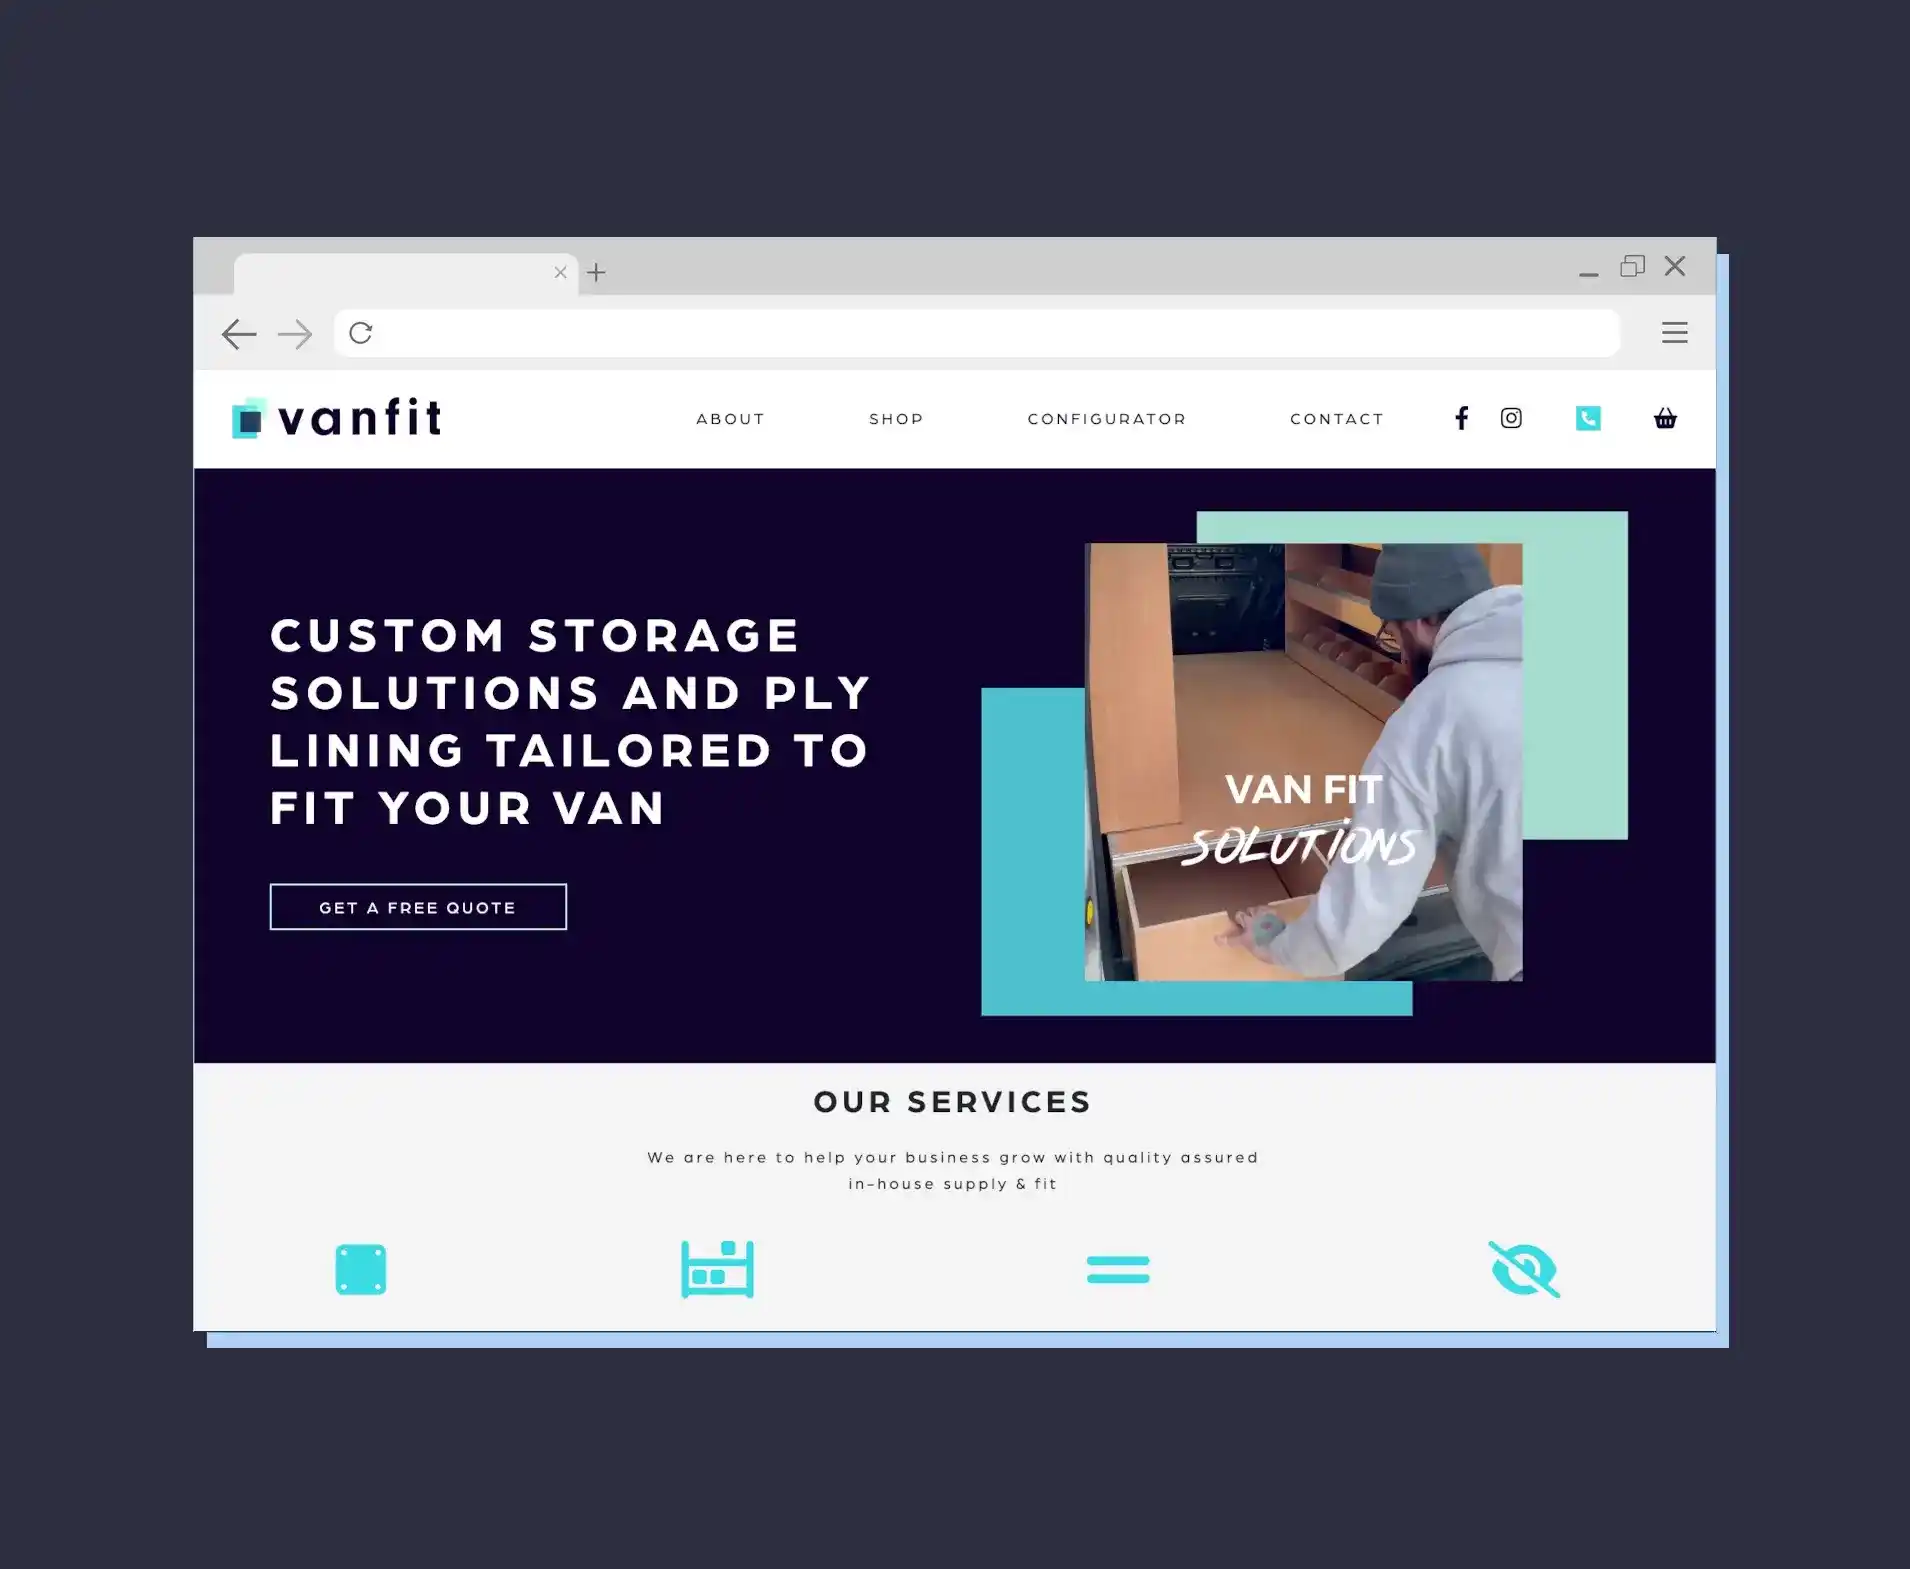 vanfit
ABOUT
SHOP
CONFIGURATOR
CONTACT
CUSTOM STORAGE
SOLUTIONS AND PLY
LINING TAILORED TO
FIT YOUR VAN
GET A FREE QUOTE
VAN FIT
SOLUTIONS
OUR SERVICES
We are here to help your business grow with quality assured
in-house supply & fit